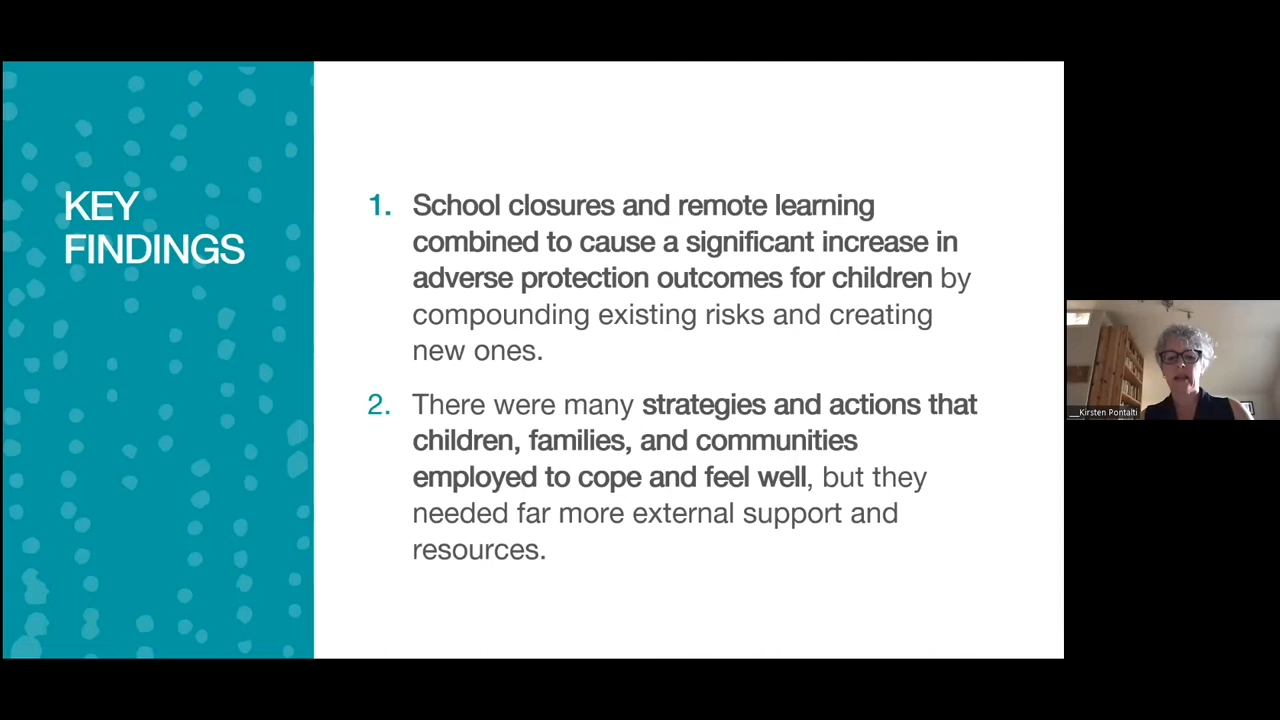 KEY
FINDINGS
1. School closures and remote learning
combined to cause a significant increase in
adverse protection outcomes for children by
compounding existing risks and creating
new ones.
2. There were many strategies and actions that
children, families, and communities
employed to cope and feel well, but they
needed far more external support and
resources.
__Kirsten Pontalti